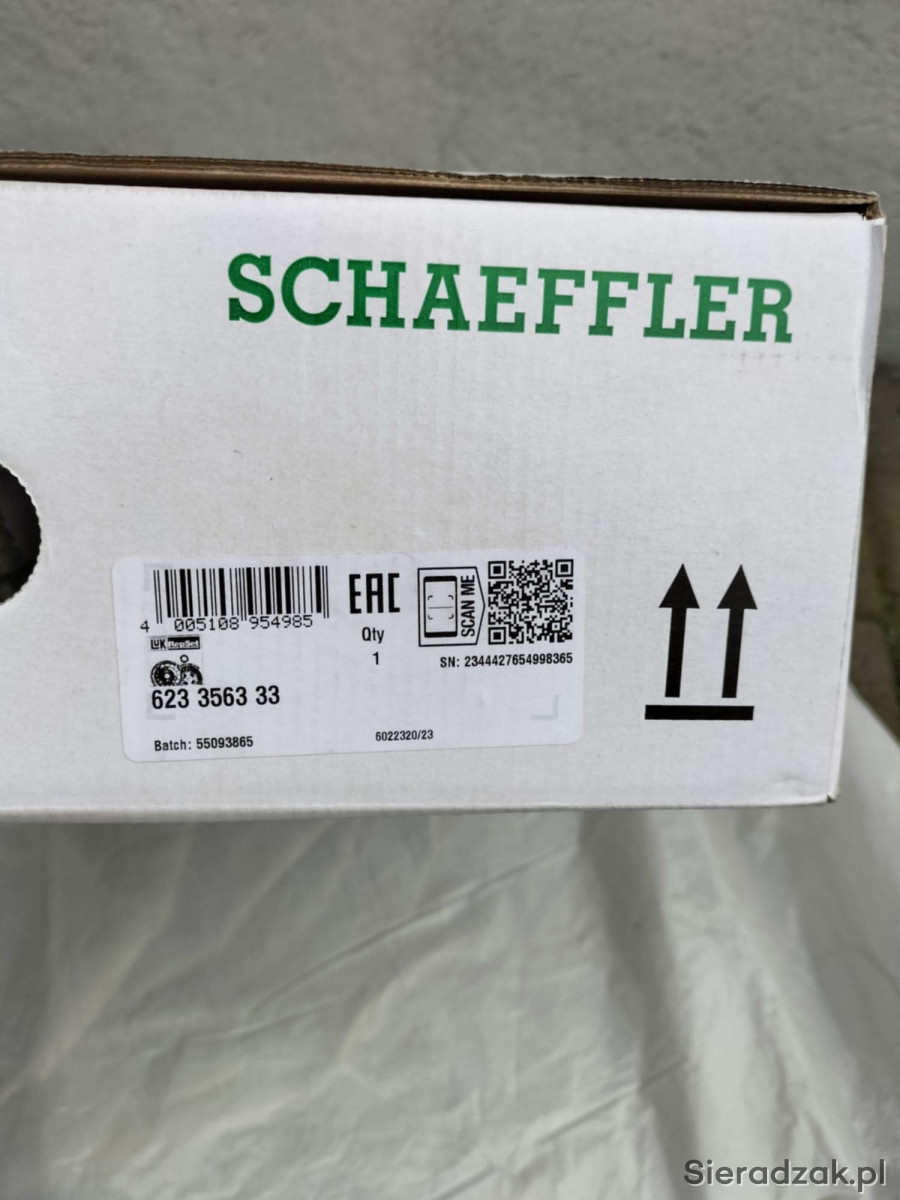 SCHAEFFLER
4 005108 954985
EAC
Qty
1
SCAN ME
SN: 2344427654998365
LUK RepSet
623 3563 33
Batch: 55093865
6022320/23
Sieradzak.pl